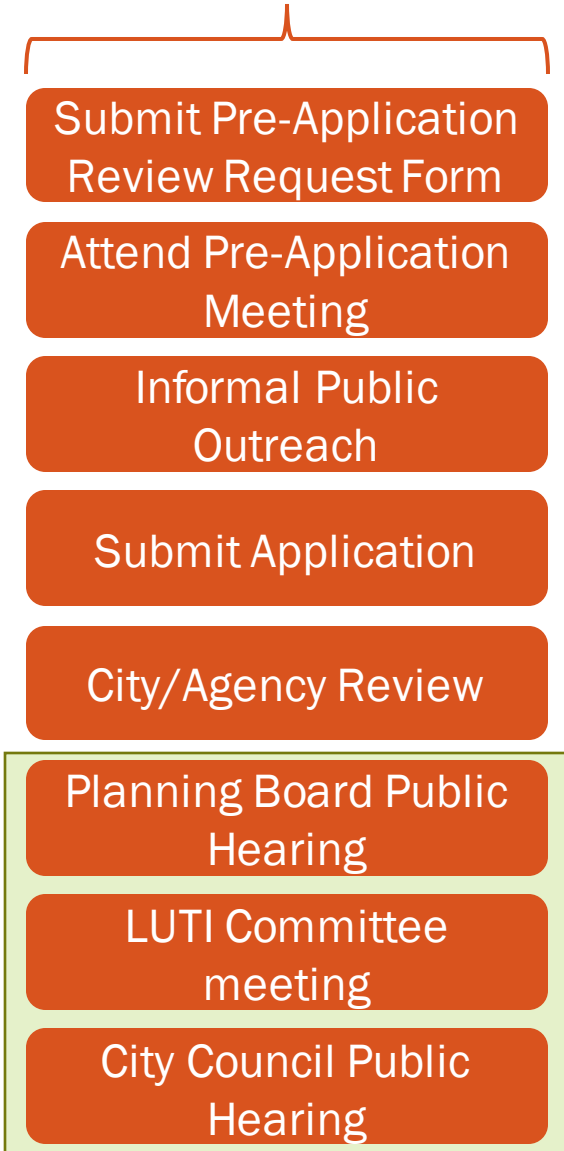 Submit Pre-Application
Review Request Form
Attend Pre-Application
Meeting
Informal Public
Outreach
Submit Application
City/Agency Review
Planning Board Public
Hearing
LUTI Committee
meeting
City Council Public
Hearing